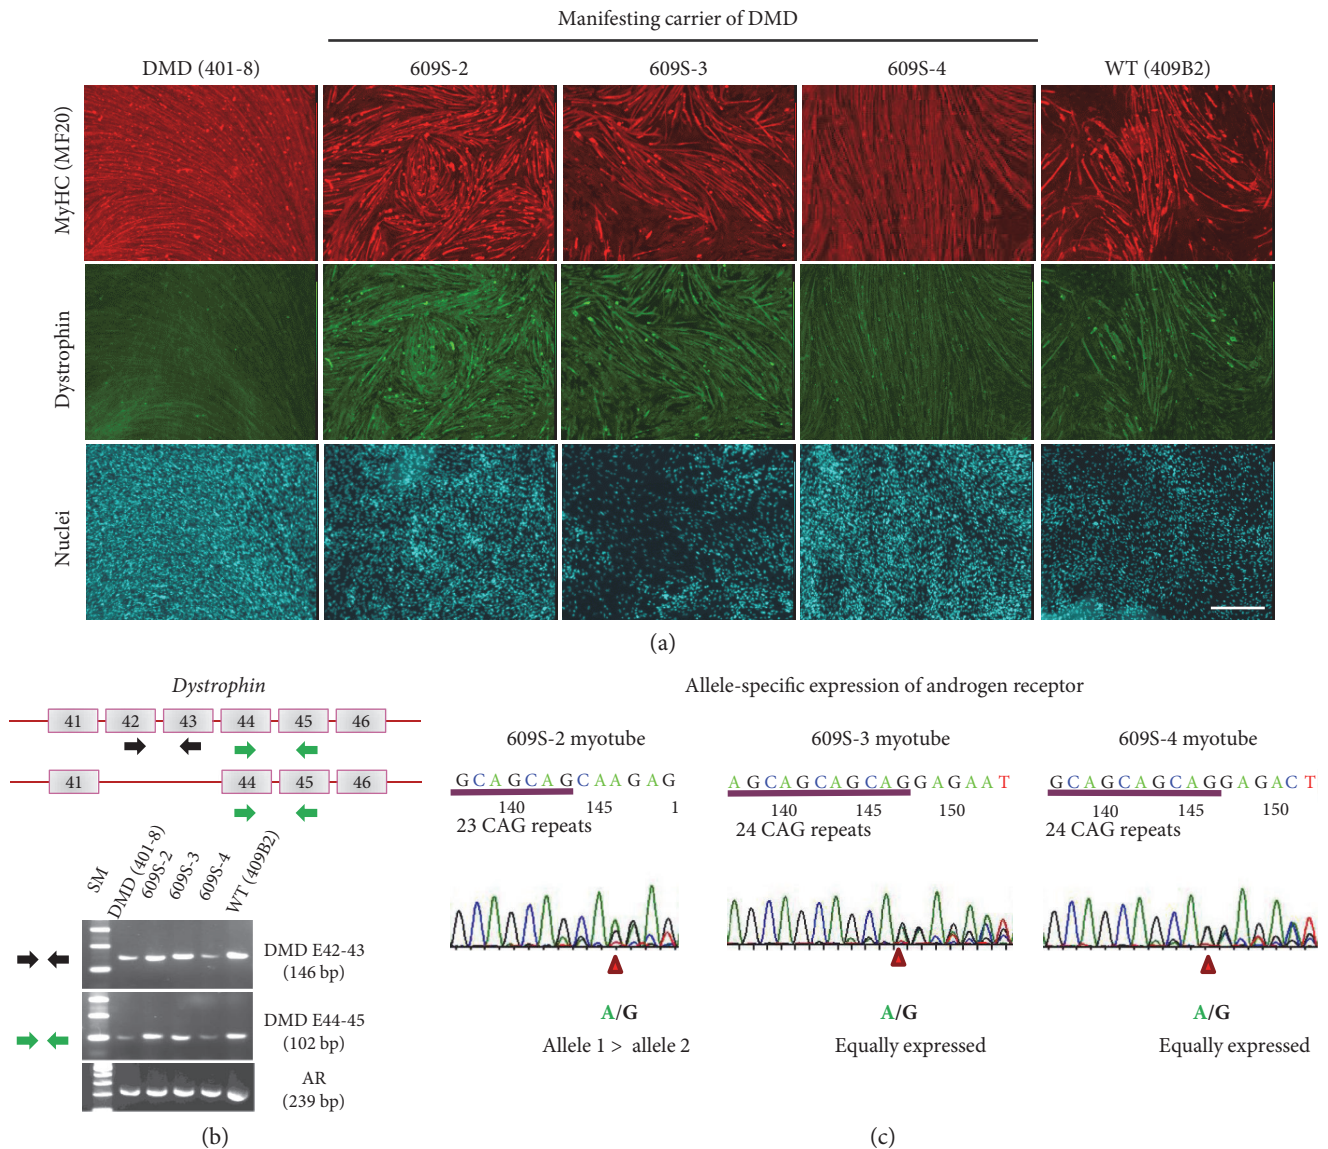 Manifesting carrier of DMD
DMD (401-8)
609S-2
609S-3
609S-4
WT (409B2)
MyHC (MF20)
Dystrophin
Nuclei
(a)
Dystrophin
41 42 43 44 45 46
41 44 45 46
SM
DMD (401-8)
609S-2
609S-3
609S-4
WT (409B2)
DMD E42-43
(146 bp)
DMD E44-45
(102 bp)
AR
(239 bp)
(b)
Allele-specific expression of androgen receptor
609S-2 myotube
GCAGCAGCAAGAG
140 145 1
23 CAG repeats
A/G
Allele 1 > allele 2
609S-3 myotube
AGCAGCAGCAGGAGAAT
140 145 150
24 CAG repeats
A/G
Equally expressed
609S-4 myotube
GCAGCAGCAGGAGACT
140 145 150
24 CAG repeats
A/G
Equally expressed
(c)